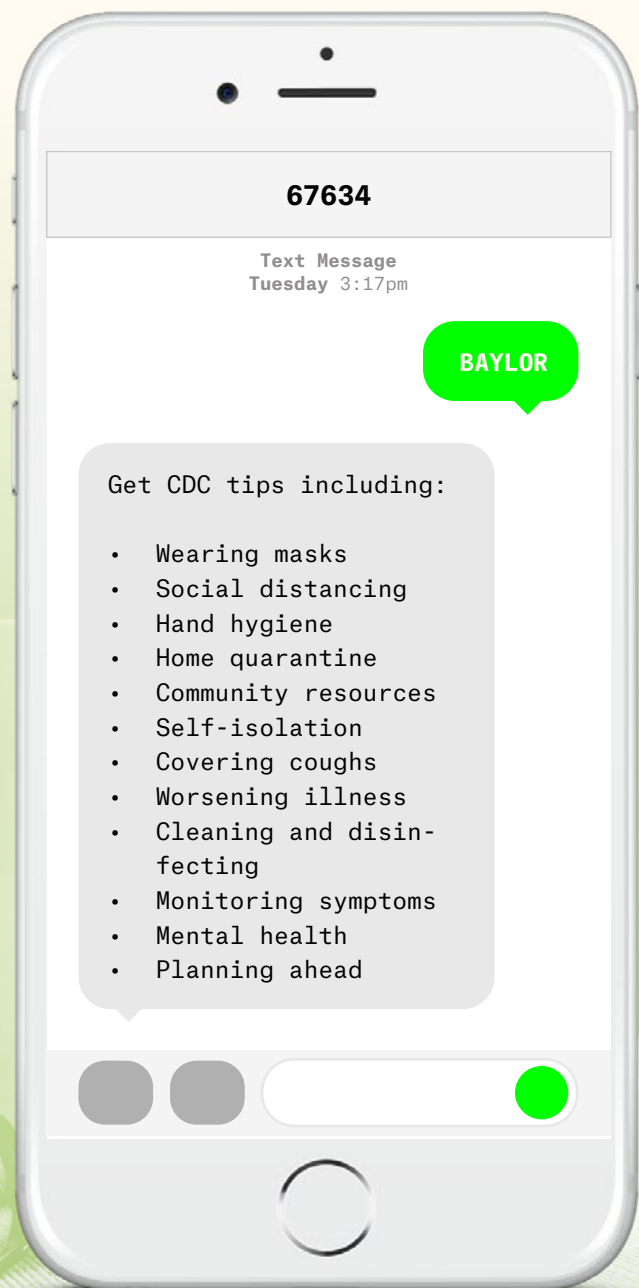 67634
Text Message
Tuesday 3:17pm
BAYLOR
Get CDC tips including:
• Wearing masks
• Social distancing
• Hand hygiene
• Home quarantine
• Community resources
• Self-isolation
• Covering coughs
• Worsening illness
• Cleaning and disin-
fecting
• Monitoring symptoms
• Mental health
• Planning ahead